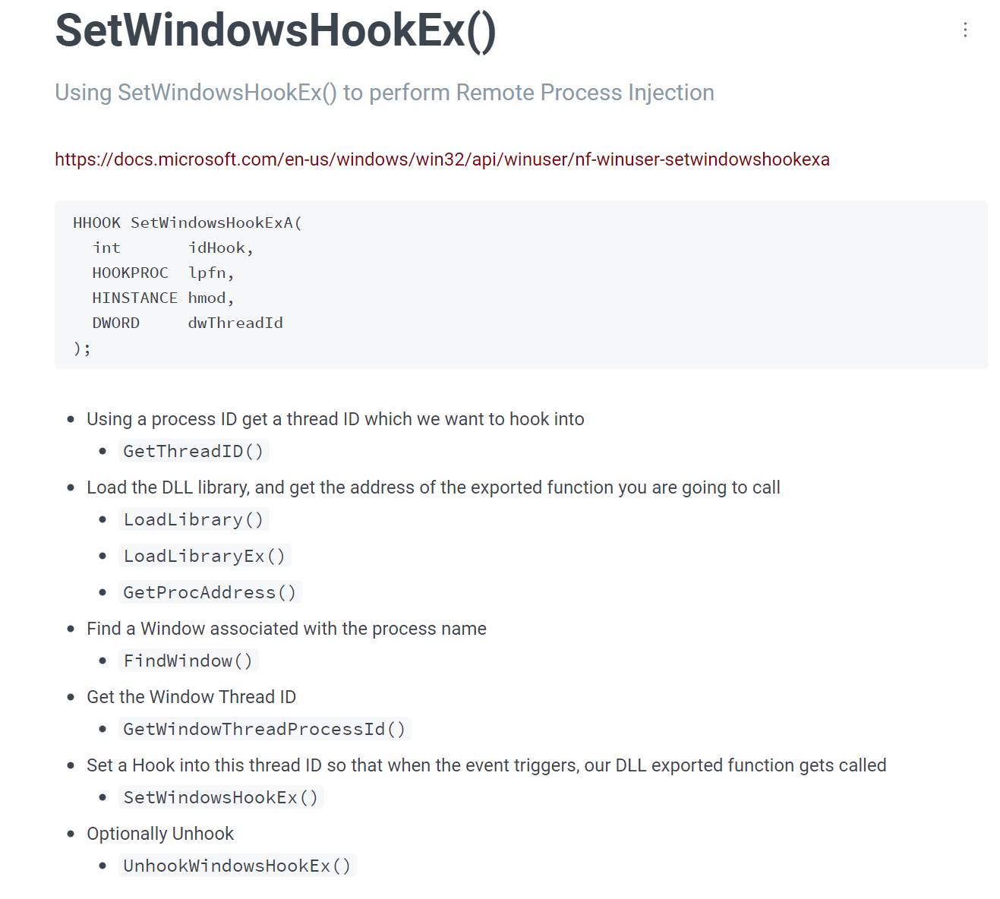 SetWindowsHookEx()
Using SetWindowsHookEx() to perform Remote Process Injection
https://docs.microsoft.com/en-us/windows/win32/api/winuser/nf-winuser-setwindowshookexa
HHOOK SetWindowsHookExA(
  int       idHook,
  HOOKPROC  lpfn,
  HINSTANCE hmod,
  DWORD     dwThreadId
);
• Using a process ID get a thread ID which we want to hook into
• GetThreadID()
• Load the DLL library, and get the address of the exported function you are going to call
• LoadLibrary()
• LoadLibraryEx()
• GetProcAddress()
• Find a Window associated with the process name
• FindWindow()
• Get the Window Thread ID
• GetWindowThreadProcessId()
• Set a Hook into this thread ID so that when the event triggers, our DLL exported function gets called
• SetWindowsHookEx()
• Optionally Unhook
• UnhookWindowsHookEx()